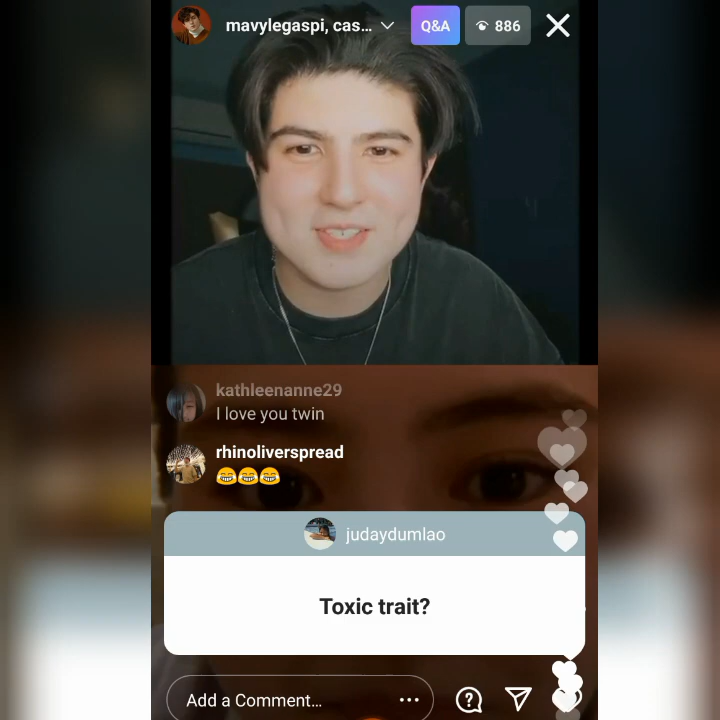 mavylegaspi, cas...
Q&A
886
kathleenanne29
I love you twin
rhinoliverspread
😂😂😂
judaydumlao
Toxic trait?
Add a Comment...